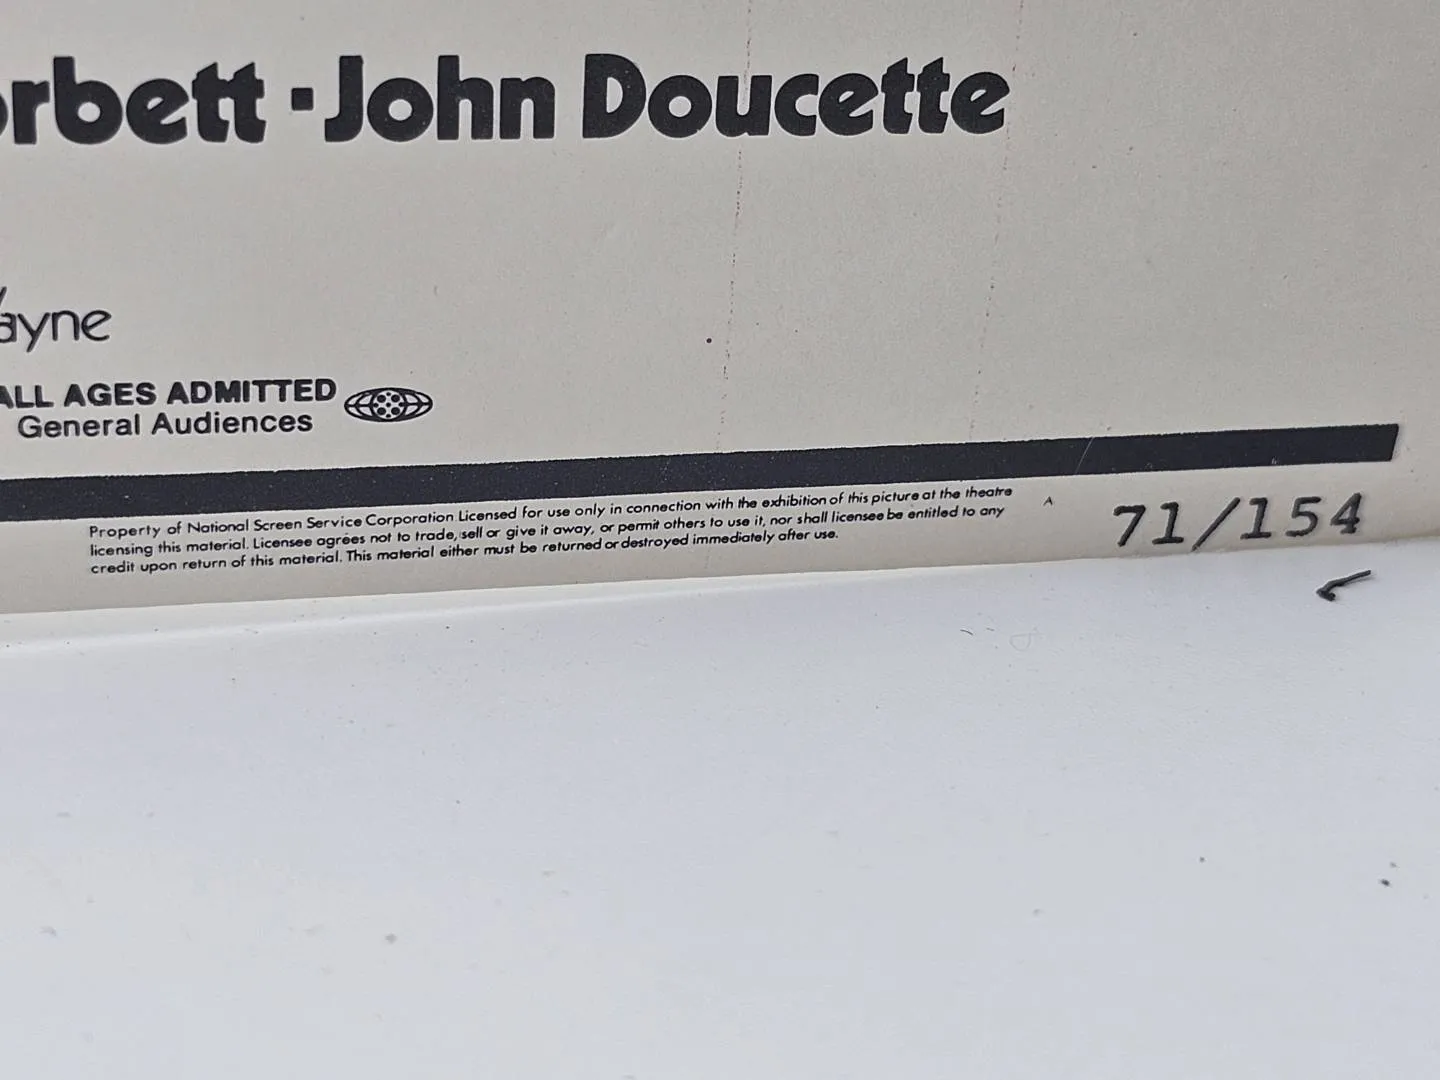 orbett ▪ John Doucette
ayne
ALL AGES ADMITTED
General Audiences
Property of National Screen Service Corporation Licensed for use only in connection with the exhibition of this picture at the theatre
licensing this material. Licensee agrees not to trade, sell or give it away, or permit others to use it, nor shall licensee be entitled to any
credit upon return of this material. This material either must be returned or destroyed immediately after use.
71/154